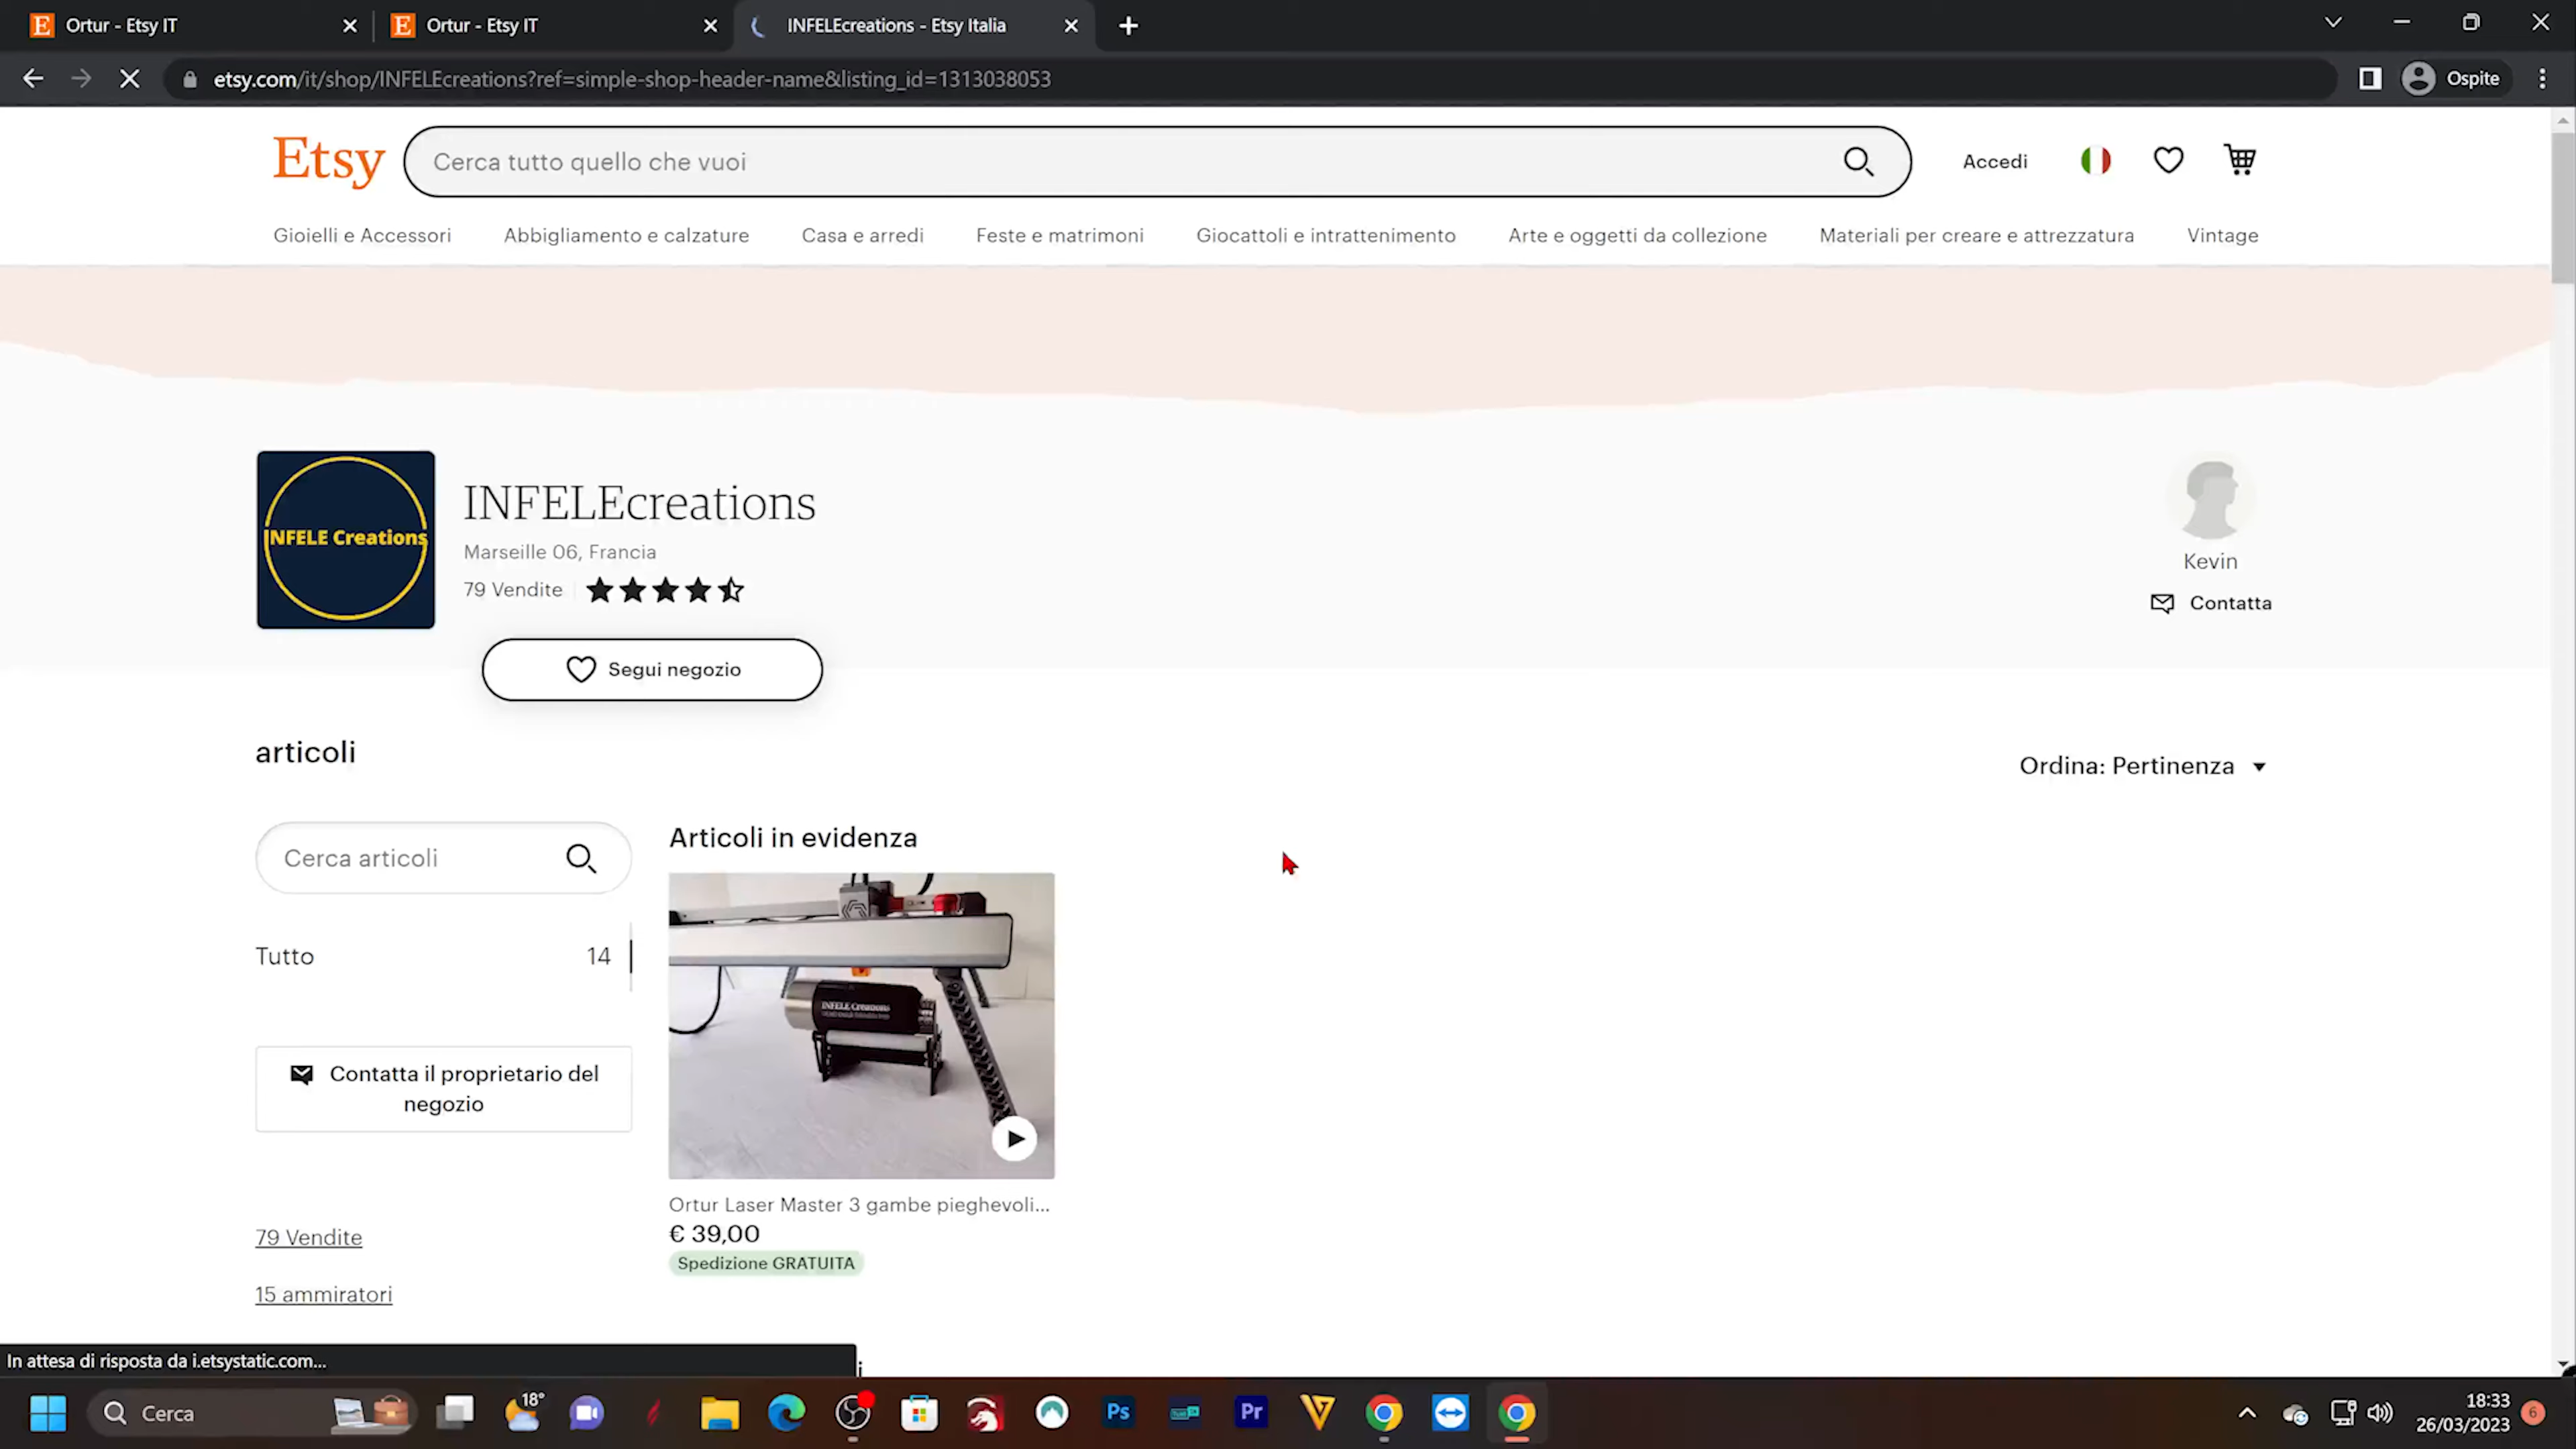 Ortur - Etsy IT
Ortur - Etsy IT
INFELEcreations - Etsy Italia
etsy.com/it/shop/INFELEcreations?ref=simple-shop-header-name&listing_id=1313038053
Ospite
Etsy
Cerca tutto quello che vuoi
Accedi
Gioielli e Accessori
Abbigliamento e calzature
Casa e arredi
Feste e matrimoni
Giocattoli e intrattenimento
Arte e oggetti da collezione
Materiali per creare e attrezzatura
Vintage
INFELE Creations
INFELEcreations
Marseille 06, Francia
79 Vendite
Kevin
Contatta
Segui negozio
articoli
Ordina: Pertinenza
Cerca articoli
Articoli in evidenza
Tutto 14
INFELE Creations
Contatta il proprietario del
negozio
Ortur Laser Master 3 gambe pieghevoli...
€ 39,00
Spedizione GRATUITA
79 Vendite
15 ammiratori
In attesa di risposta da i.etsystatic.com...
Cerca
18°
Ps
Pr
18:33
26/03/2023
6